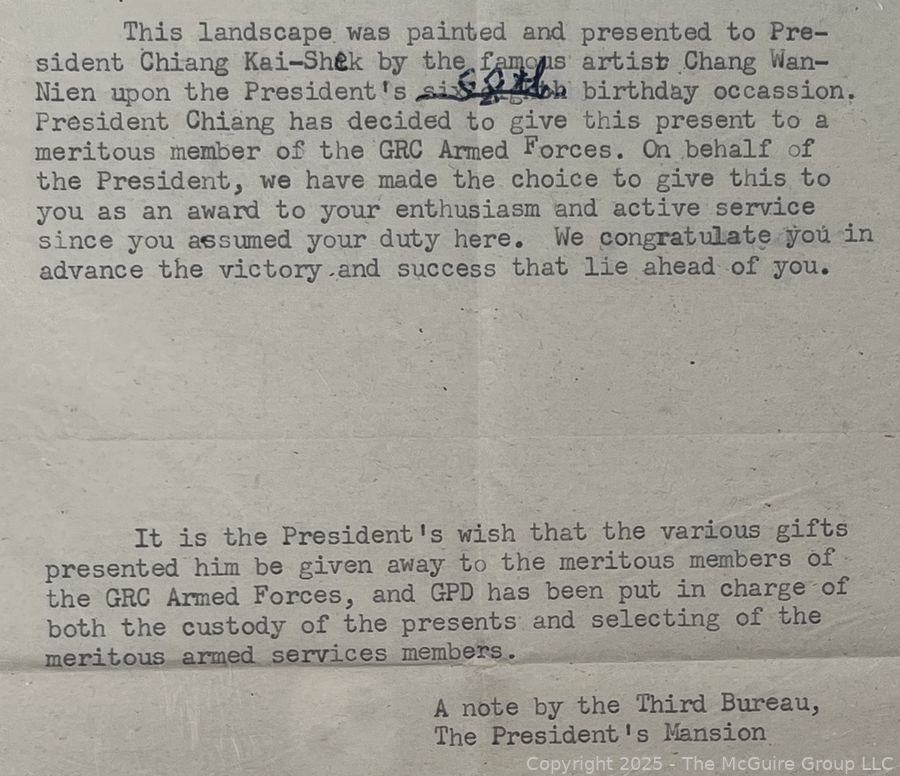 This landscape was painted and presented to Pre-
sident Chiang Kai-Shek by the famous artist Chang Wan-
Nien upon the President's birthday occassion.
President Chiang has decided to give this present to a
meritous member of the GRC Armed Forces. On behalf of
the President, we have made the choice to give this to
you as an award to your enthusiasm and active service
since you assumed your duty here. We congratulate you in
advance the victory.and success that lie ahead of you.
It is the President's wish that the various gifts
presented him be given away to the meritous members of
the GRC Armed Forces, and GPD has been put in charge of
both the custody of the presents and selecting of the
meritous armed services members.
A note by the Third Bureau,
The President's Mansion
Copyright 2025 - The McGuire Group LLC